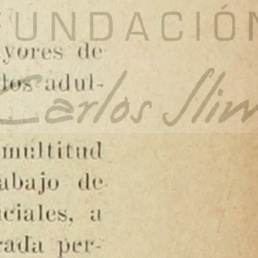 FUNDACIÓN
yores de
dos adul-
Carlos Slim
multitud
abajo de
ciales, a
rada per-